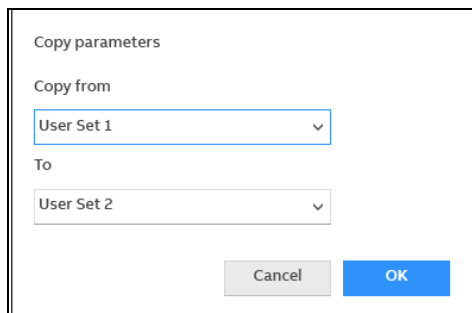 Copy parameters
Copy from
User Set 1
To
User Set 2
Cancel OK